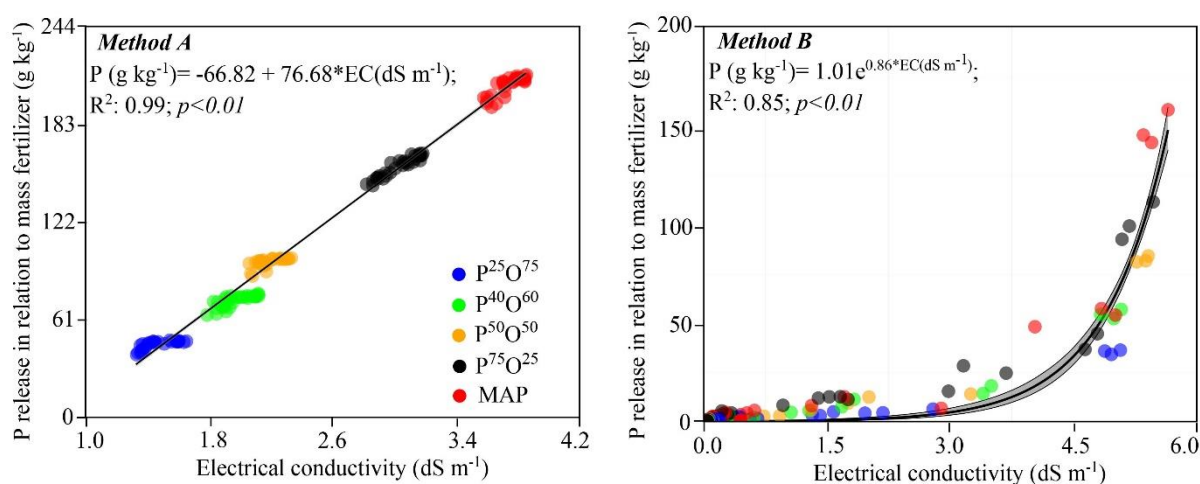 P release in relation to mass fertilizer (g kg⁻¹)
244
183
122
61
0
Method A
P (g kg⁻¹)= -66.82 + 76.68*EC(dS m⁻¹);
R²: 0.99; p<0.01
P²⁵O⁷⁵
P⁴⁰O⁶⁰
P⁵⁰O⁵⁰
P⁷⁵O²⁵
MAP
1.0 1.8 2.6 3.4 4.2
Electrical conductivity (dS m⁻¹)
P release in relation to mass fertilizer (g kg⁻¹)
200
150
100
50
0
Method B
P (g kg⁻¹)= 1.01e^0.86*EC(dS m⁻¹);
R²: 0.85; p<0.01
0.0 1.5 3.0 4.5 6.0
Electrical conductivity (dS m⁻¹)